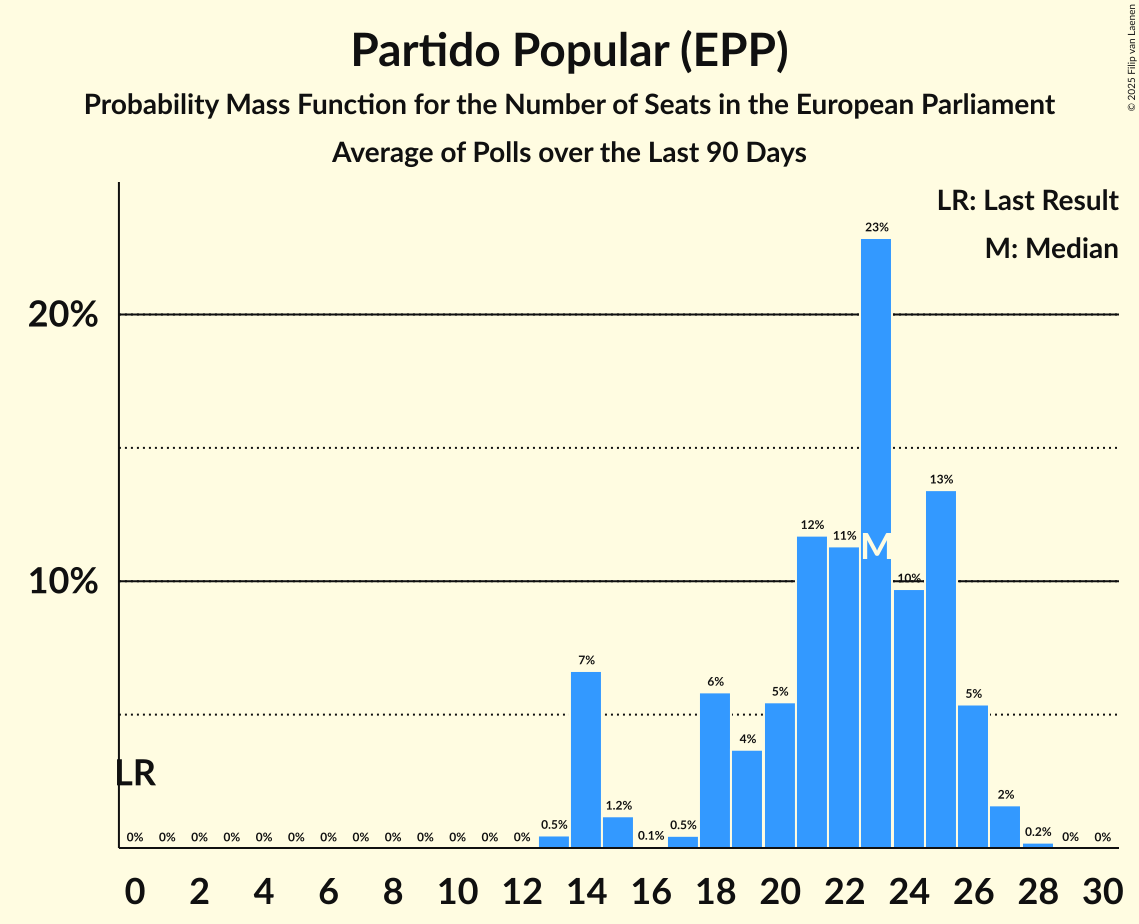 Partido Popular (EPP)
Probability Mass Function for the Number of Seats in the European Parliament
Average of Polls over the Last 90 Days
© 2025 Filip van Laenen
LR: Last Result
M: Median
20%
10%
LR
M
0% 0% 0% 0% 0% 0% 0% 0% 0% 0% 0% 0% 0% 0.5% 7% 1.2% 0.1% 0.5% 6% 4% 5% 12% 11% 23% 10% 13% 5% 2% 0.2% 0% 0%
0 2 4 6 8 10 12 14 16 18 20 22 24 26 28 30